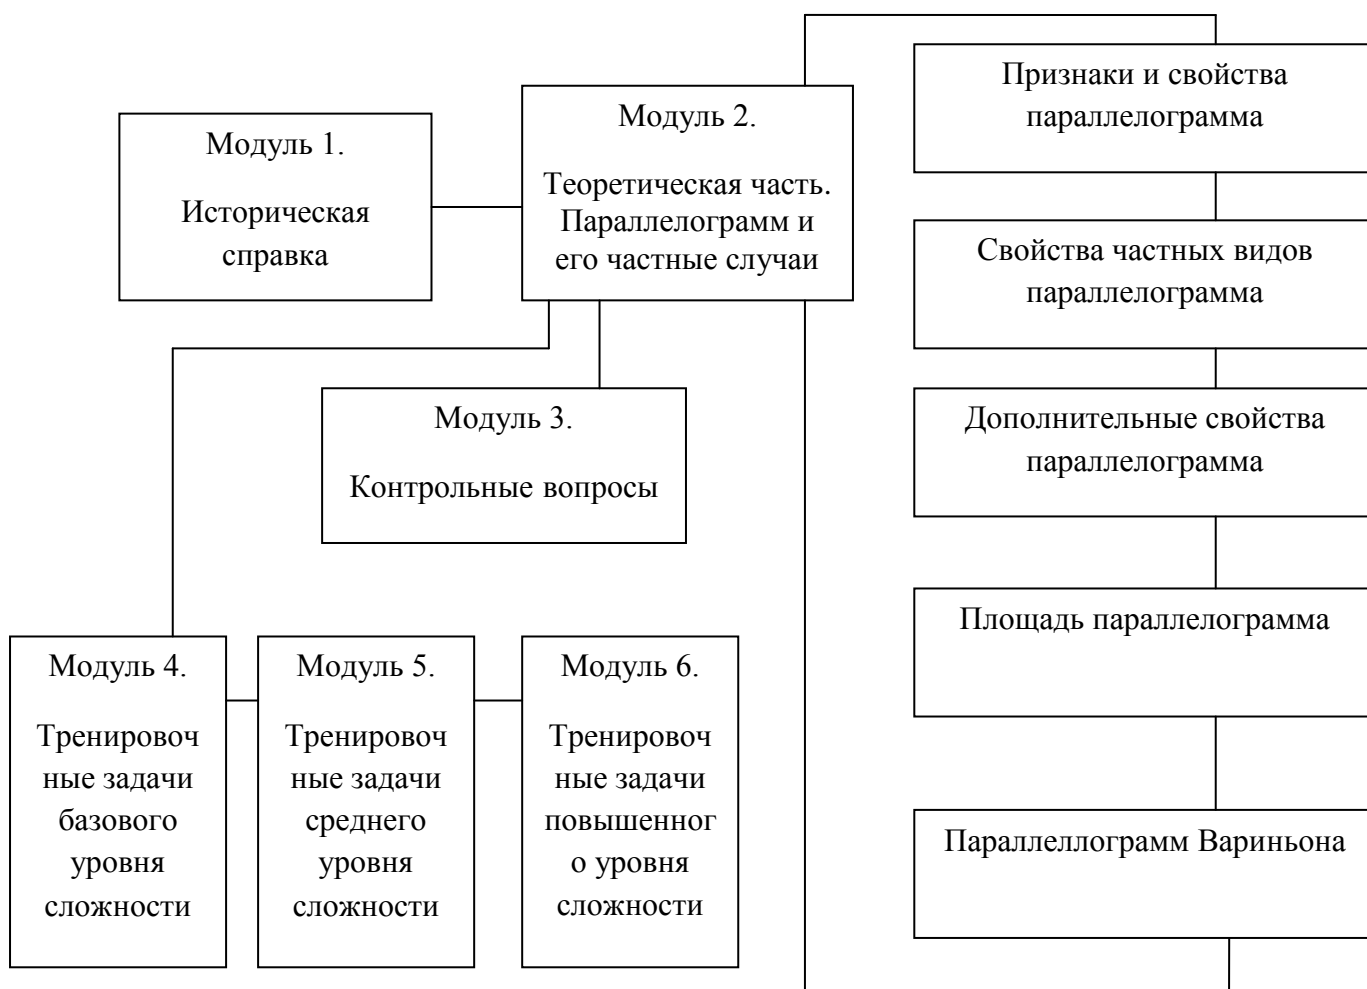 Модуль 1.
Историческая
справка
Модуль 2.
Теоретическая часть.
Параллелограмм и
его частные случаи
Модуль 3.
Контрольные вопросы
Модуль 4.
Тренировоч
ные задачи
базового
уровня
сложности
Модуль 5.
Тренировоч
ные задачи
среднего
уровня
сложности
Модуль 6.
Тренировоч
ные задачи
повышенног
о уровня
сложности
Признаки и свойства
параллелограмма
Свойства частных видов
параллелограмма
Дополнительные свойства
параллелограмма
Площадь параллелограмма
Параллеллограмм Вариньона